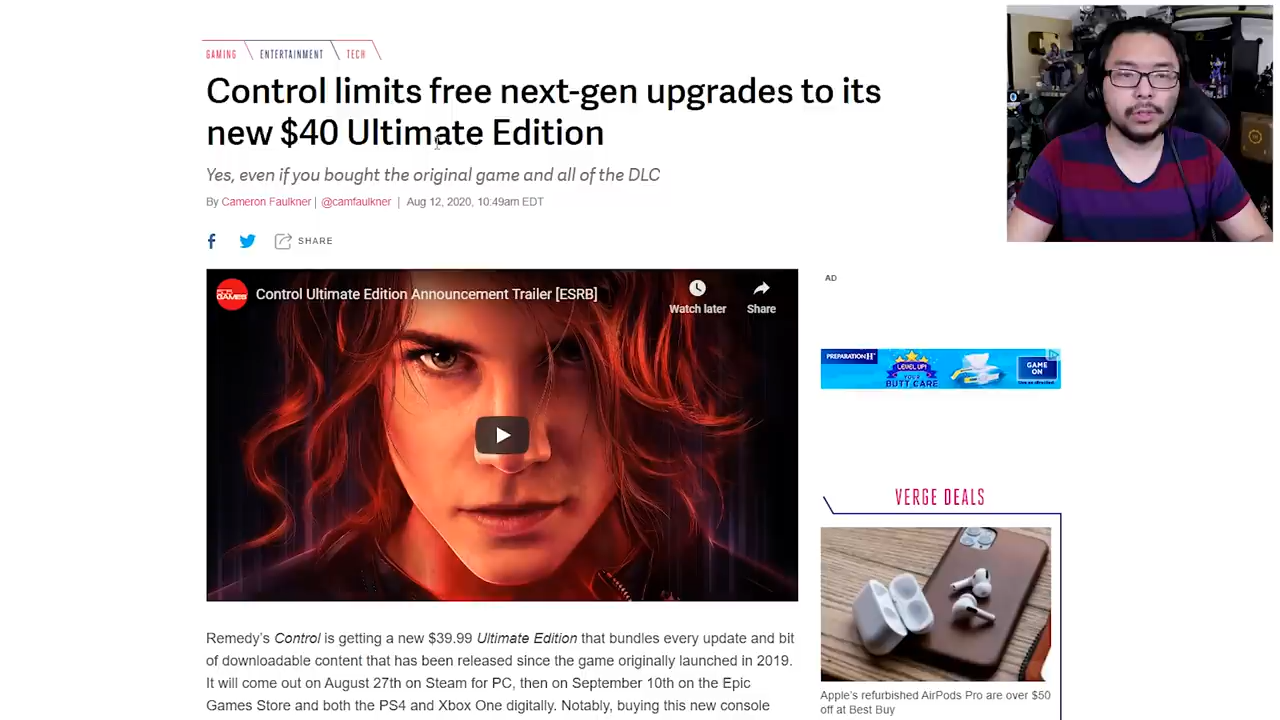 GAMING
ENTERTAINMENT
TECH
Control limits free next-gen upgrades to its
new $40 Ultimate Edition
Yes, even if you bought the original game and all of the DLC
By Cameron Faulkner | @camfaulkner | Aug 12, 2020, 10:49am EDT
SHARE
Control Ultimate Edition Announcement Trailer [ESRB]
Watch later
Share
AD
PREPARATION H
LEVEL UP!
YOUR
BUTT CARE
GAME
ON
VERGE DEALS
Apple's refurbished AirPods Pro are over $50
off at Best Buy
Remedy's Control is getting a new $39.99 Ultimate Edition that bundles every update and bit
of downloadable content that has been released since the game originally launched in 2019.
It will come out on August 27th on Steam for PC, then on September 10th on the Epic
Games Store and both the PS4 and Xbox One digitally. Notably, buying this new console